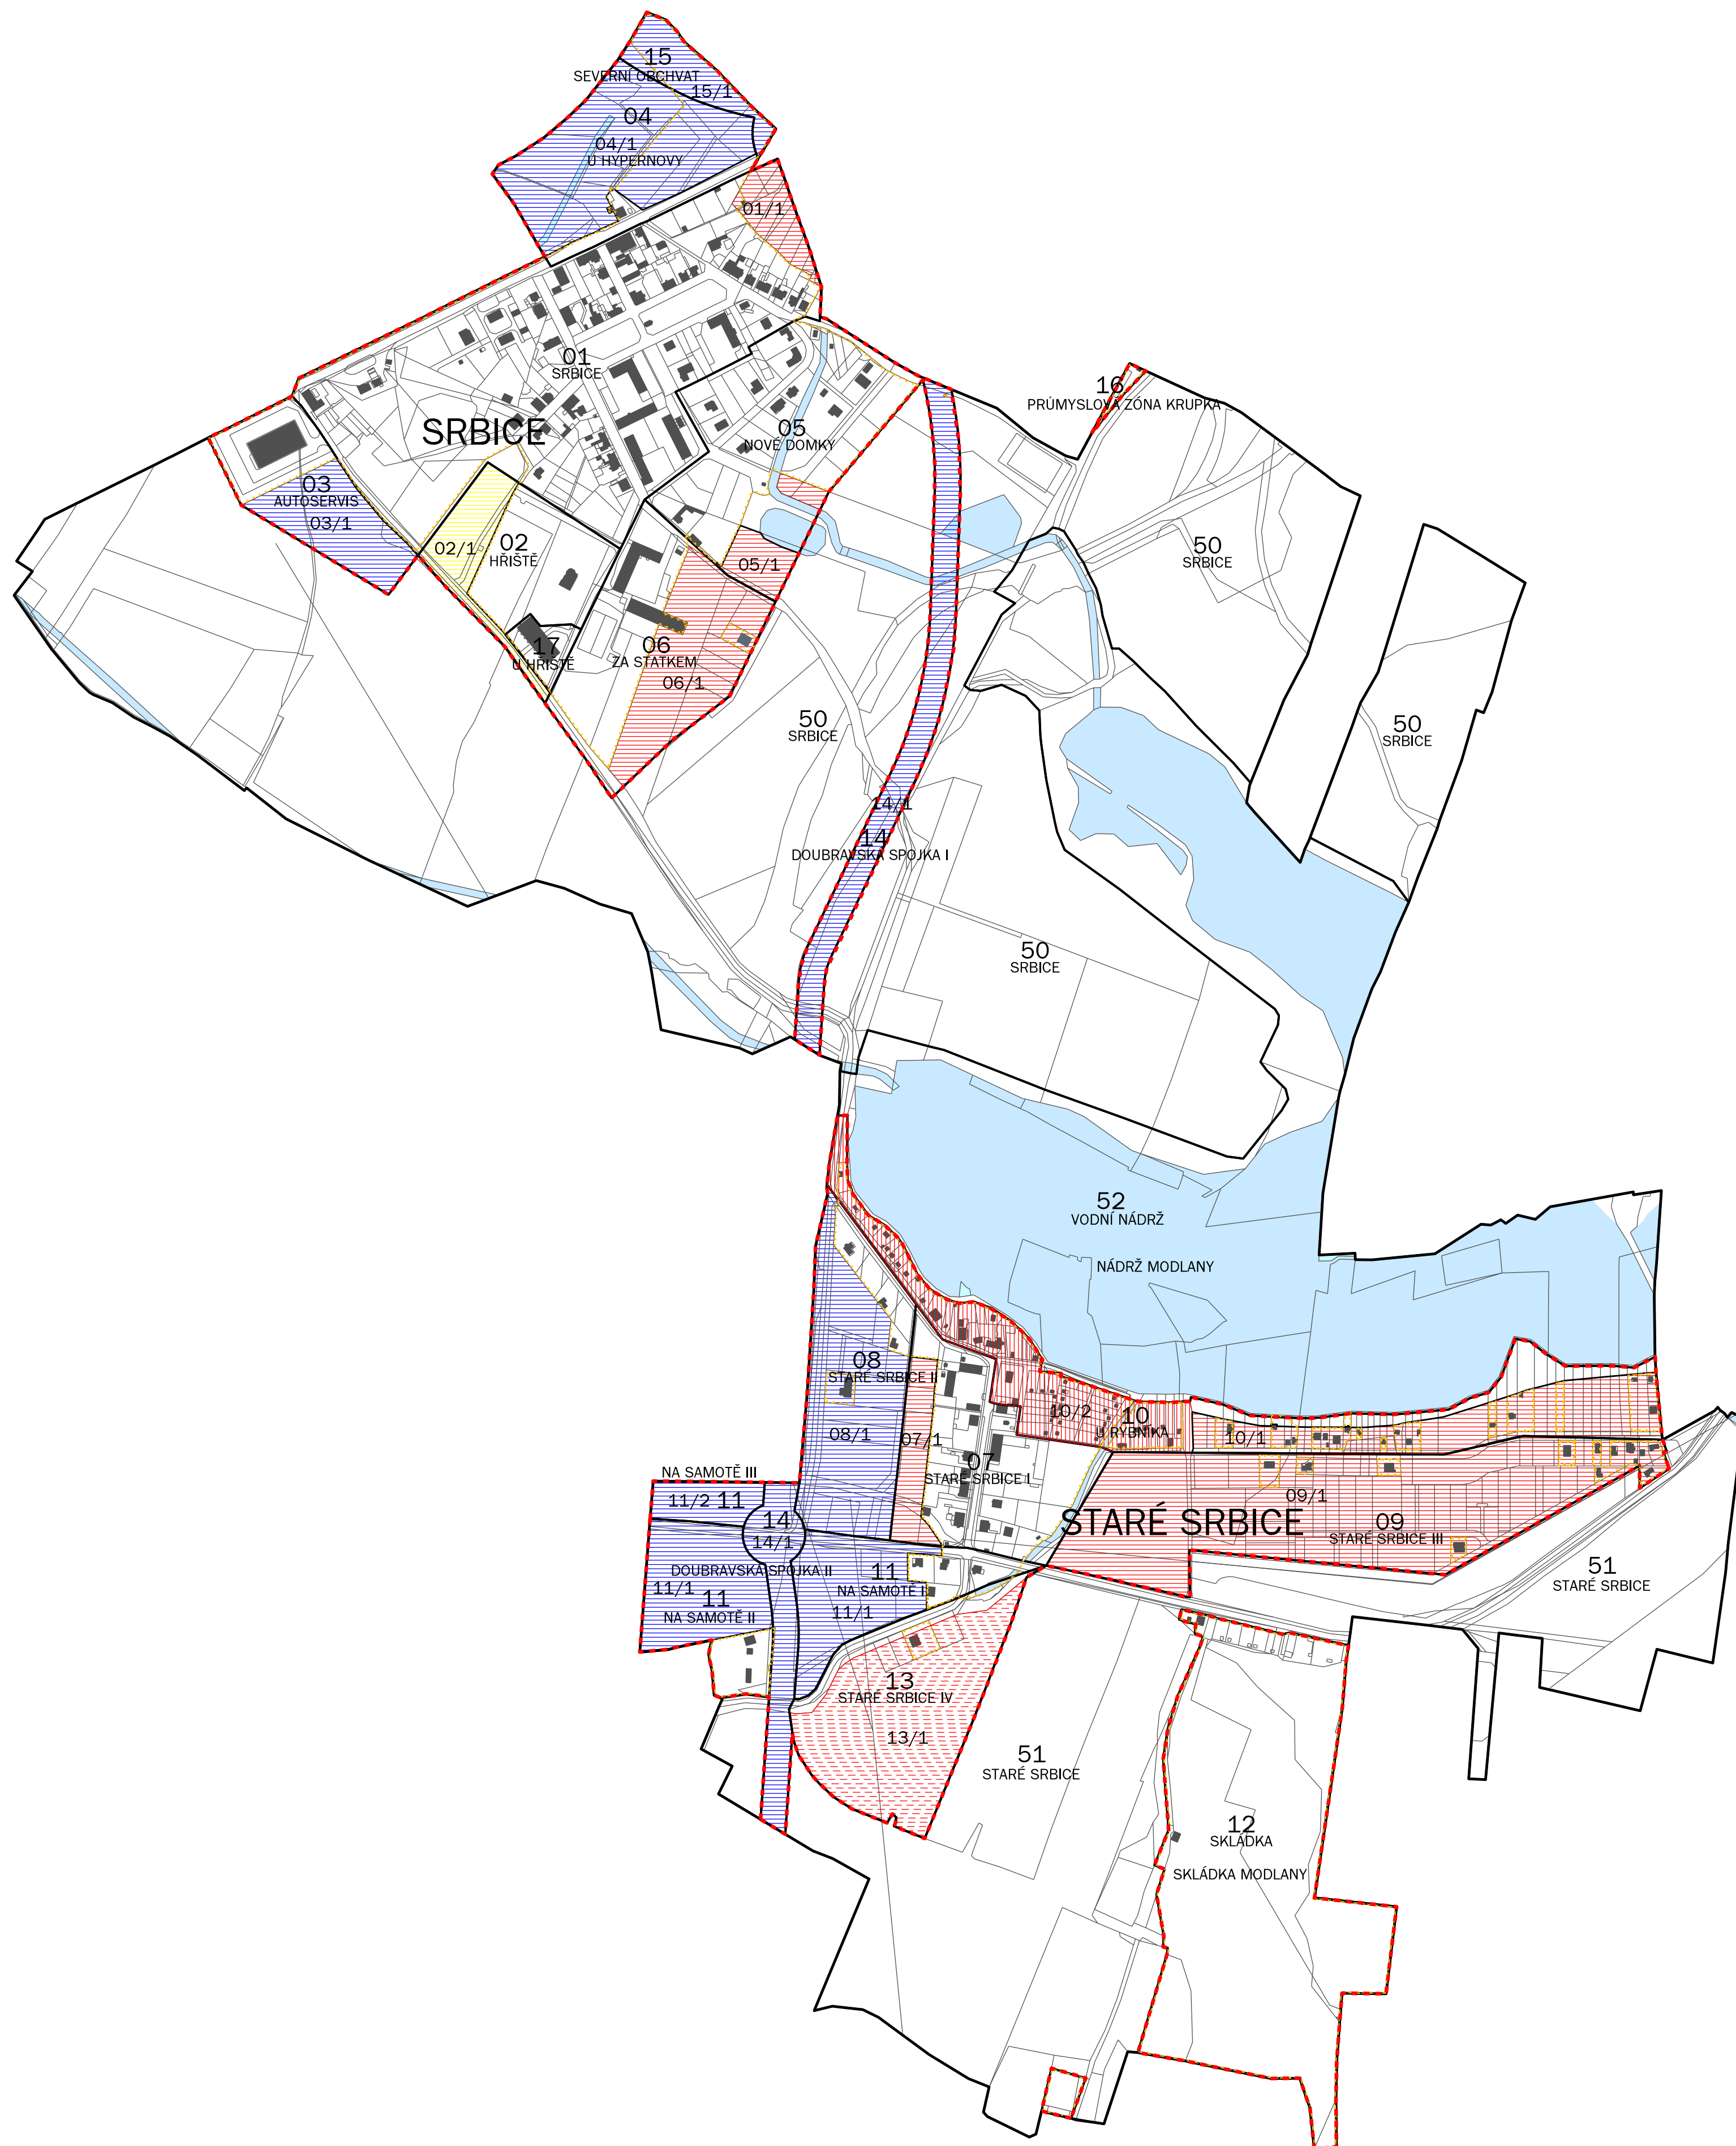 15
SEVERNÍ OBCHVAT
15/1
04
04/1
U HYPERNOVY
01/1
01
SRBICE
SRBICE
16
PRŮMYSLOVÁ ZÓNA KRUPKA
05
NOVÉ DOMKY
03
AUTOSERVIS
03/1
02/1
02
HŘIŠTĚ
50
SRBICE
05/1
17
U HŘIŠTĚ
06
ZA STATKEM
06/1
50
SRBICE
50
SRBICE
14/1
14
DOUBRAVSKÁ SPOJKA I
50
SRBICE
52
VODNÍ NÁDRŽ
NÁDRŽ MODLANY
08
STARÉ SRBICE II
08/1
07/1
10/2
10
U RYBNÍKA
10/1
07
STARÉ SRBICE I
NA SAMOTĚ III
11/2 11
14
14/1
09/1
STARÉ SRBICE
09
STARÉ SRBICE III
DOUBRAVSKÁ SPOJKA II
11/1
11
NA SAMOTĚ II
11
NA SAMOTĚ I
11/1
51
STARÉ SRBICE
13
STARÉ SRBICE IV
13/1
51
STARÉ SRBICE
12
SKLÁDKA
SKLÁDKA MODLANY